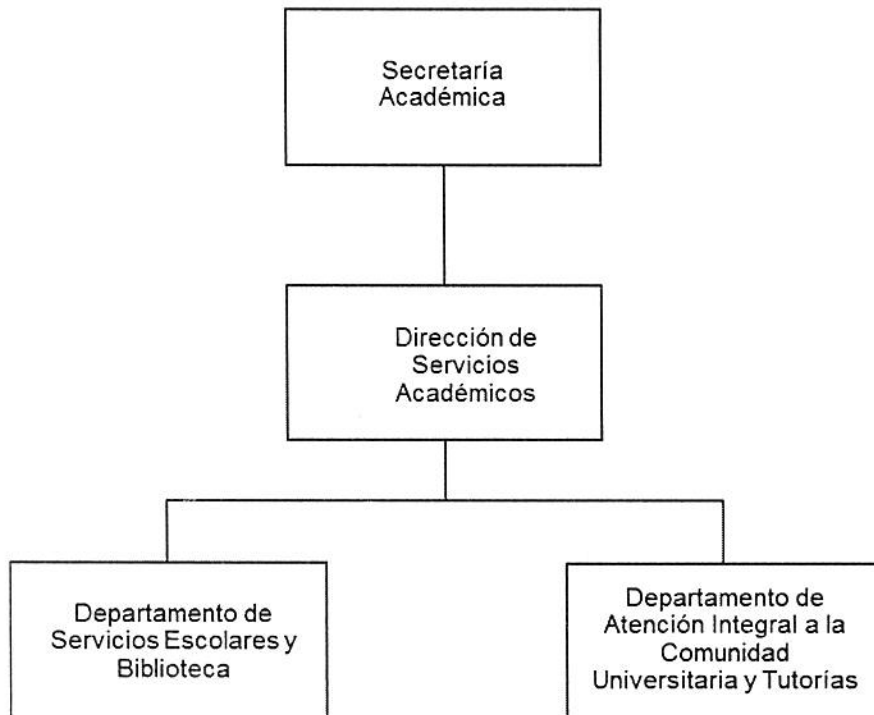 Secretaría
Académica
Dirección de
Servicios
Académicos
Departamento de
Servicios Escolares y
Biblioteca
Departamento de
Atención Integral a la
Comunidad
Universitaria y Tutorías